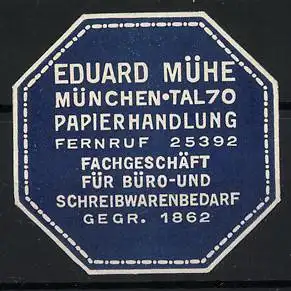 EDUARD MÜHE
MÜNCHEN•TAL 70
PAPIERHANDLUNG
FERNRUF 25392
FACHGESCHÄFT
FÜR BÜRO-UND
SCHREIBWARENBEDARF
GEGR. 1862